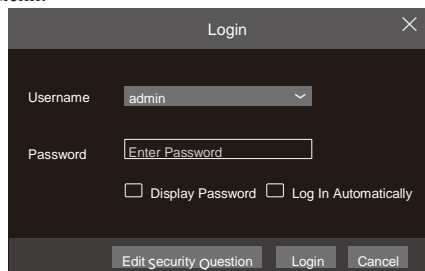 Login
Username admin
Password Enter Password
Display Password Log In Automatically
Edit Security Question Login Cancel